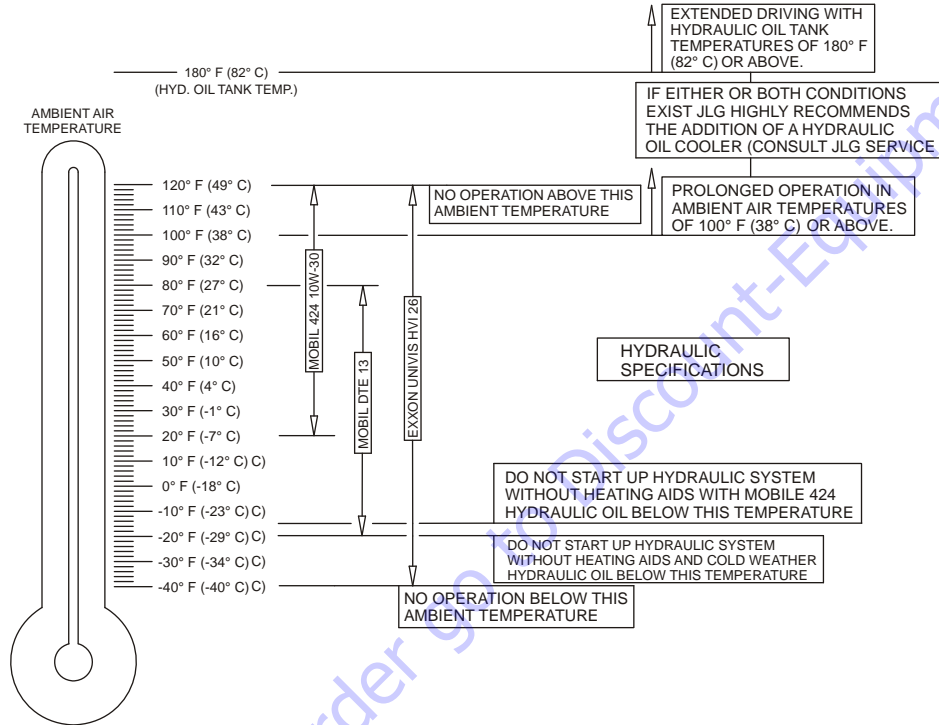 EXTENDED DRIVING WITH
HYDRAULIC OIL TANK
TEMPERATURES OF 180° F
(82° C) OR ABOVE.
180° F (82° C)
(HYD. OIL TANK TEMP.)
IF EITHER OR BOTH CONDITIONS
EXIST JLG HIGHLY RECOMMENDS
THE ADDITION OF A HYDRAULIC
OIL COOLER (CONSULT JLG SERVICE
AMBIENT AIR
TEMPERATURE
120° F (49° C)
110° F (43° C)
100° F (38° C)
90° F (32° C)
80° F (27° C)
70° F (21° C)
60° F (16° C)
50° F (10° C)
40° F (4° C)
30° F (-1° C)
20° F (-7° C)
10° F (-12° C) C)
0° F (-18° C)
-10° F (-23° C) C)
-20° F (-29° C) C)
-30° F (-34° C) C)
-40° F (-40° C) C)
MOBIL 424 10W-30
MOBIL DTE 13
EXXON UNIVIS HVI 26
NO OPERATION ABOVE THIS
AMBIENT TEMPERATURE
PROLONGED OPERATION IN
AMBIENT AIR TEMPERATURES
OF 100° F (38° C) OR ABOVE.
HYDRAULIC
SPECIFICATIONS
DO NOT START UP HYDRAULIC SYSTEM
WITHOUT HEATING AIDS WITH MOBILE 424
HYDRAULIC OIL BELOW THIS TEMPERATURE
DO NOT START UP HYDRAULIC SYSTEM
WITHOUT HEATING AIDS AND COLD WEATHER
HYDRAULIC OIL BELOW THIS TEMPERATURE
NO OPERATION BELOW THIS
AMBIENT TEMPERATURE
order go to Discount-Equipm